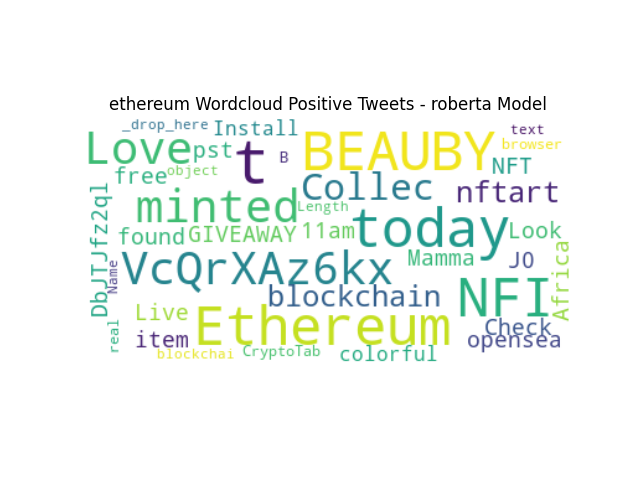 ethereum Wordcloud Positive Tweets - roberta Model
_drop_here Install text
Love pst t B BEAUBY browser
free object NFT
Collec nftart
minted Length
DbJTJfz2ql found GIVEAWAY 11am today Look
Name VcQrXAz6kx Mamma JO Africa
blockchain NFI
real Live Ethereum Check
item opensea
blockchai CryptoTab colorful